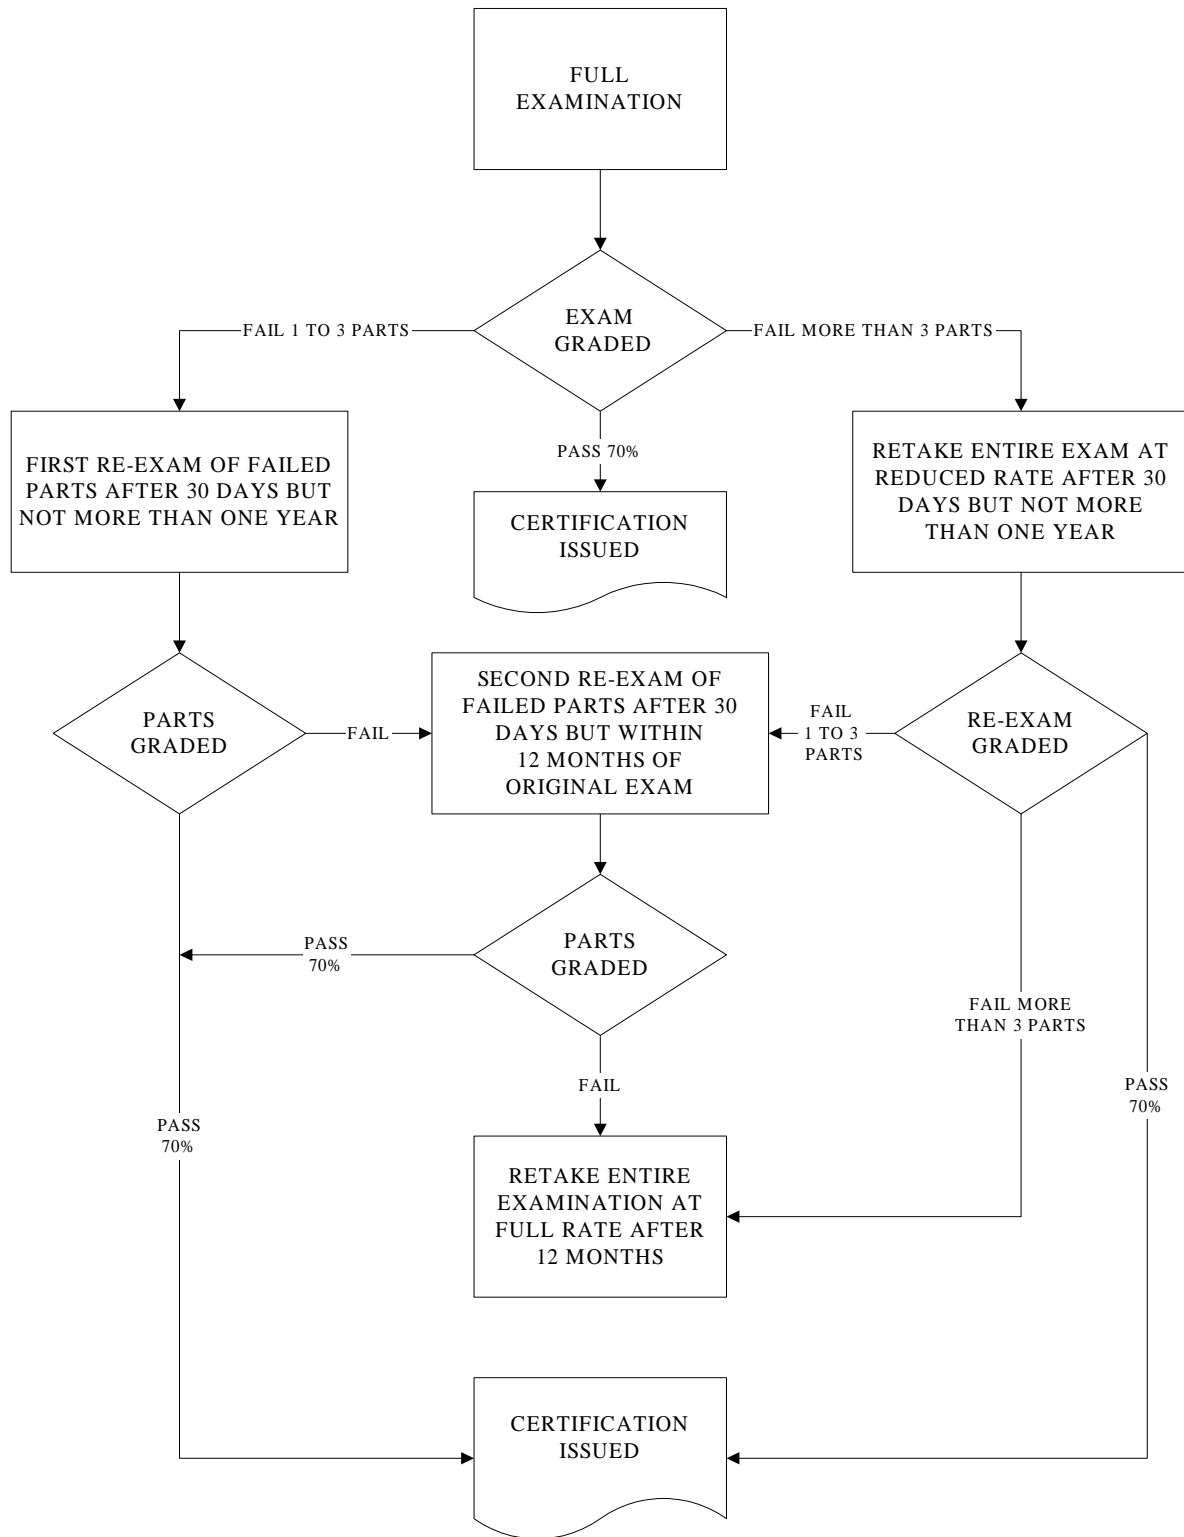 FULL
EXAMINATION
EXAM
GRADED
FAIL 1 TO 3 PARTS
FAIL MORE THAN 3 PARTS
PASS 70%
FIRST RE-EXAM OF FAILED
PARTS AFTER 30 DAYS BUT
NOT MORE THAN ONE YEAR
CERTIFICATION
ISSUED
RETAKE ENTIRE EXAM AT
REDUCED RATE AFTER 30
DAYS BUT NOT MORE
THAN ONE YEAR
PARTS
GRADED
FAIL
SECOND RE-EXAM OF
FAILED PARTS AFTER 30
DAYS BUT WITHIN
12 MONTHS OF
ORIGINAL EXAM
FAIL
1 TO 3
PARTS
RE-EXAM
GRADED
PASS
70%
PARTS
GRADED
FAIL MORE
THAN 3 PARTS
FAIL
PASS
70%
PASS
70%
RETAKE ENTIRE
EXAMINATION AT
FULL RATE AFTER
12 MONTHS
CERTIFICATION
ISSUED